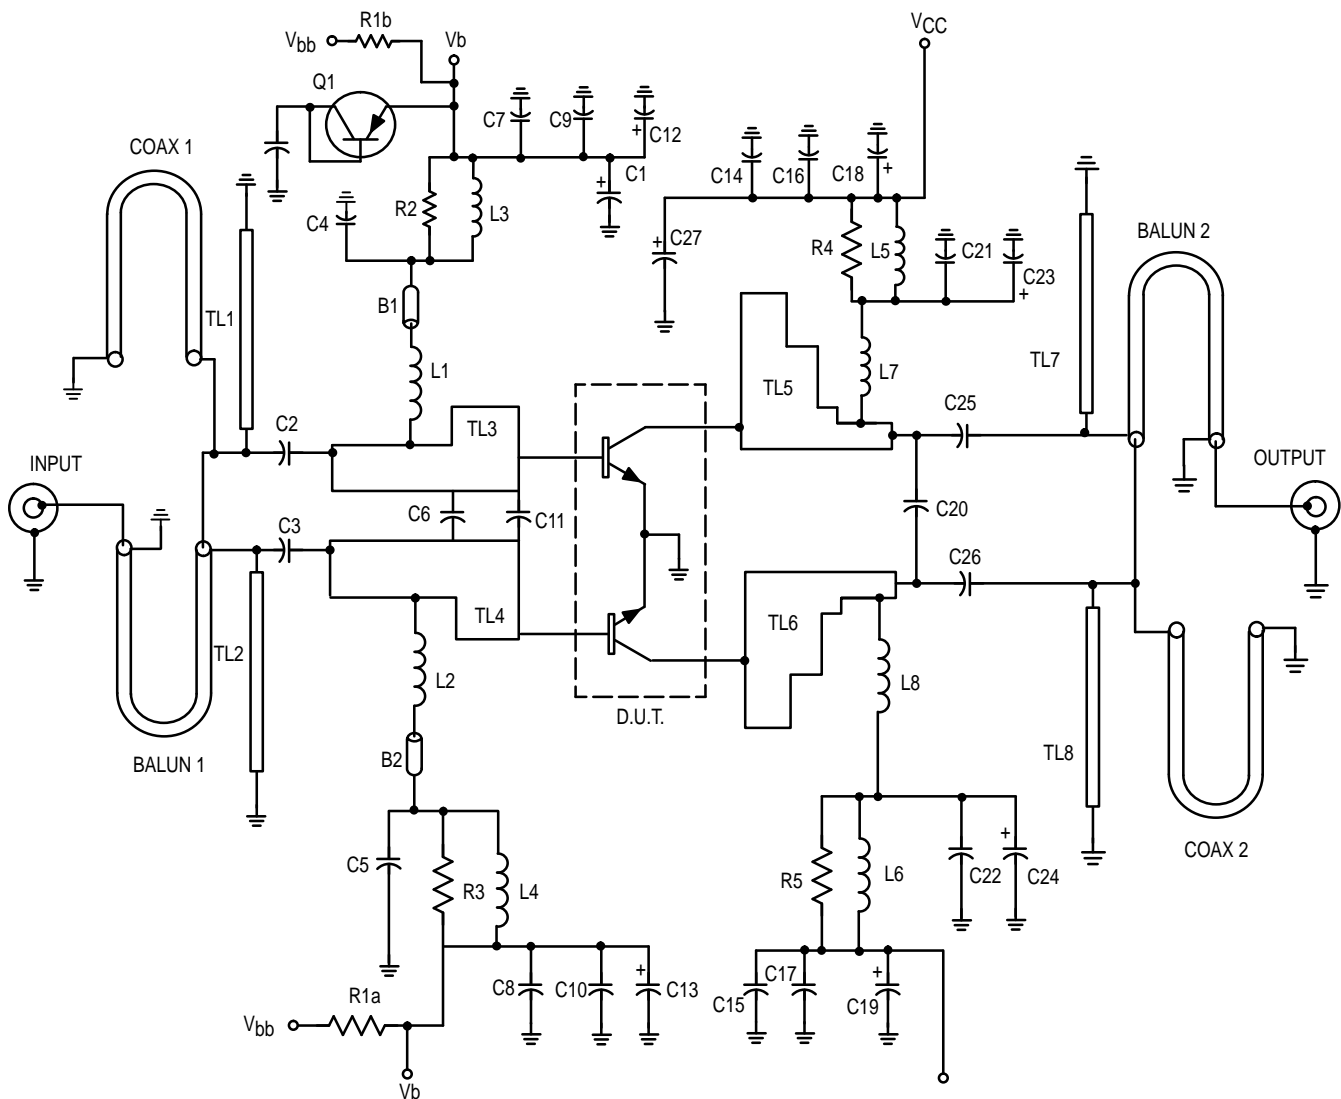 R1b
Vbb
Vb
VCC
Q1
C7
C9
C12
COAX 1
C14
C16
C18
C1
R2
L3
C4
C27
R4
L5
C21
BALUN 2
C23
B1
TL1
TL7
L1
TL5
L7
C2
TL3
C25
INPUT
OUTPUT
C6
C11
C20
C3
C26
TL4
TL6
TL2
L2
L8
D.U.T.
B2
TL8
BALUN 1
C5
R3
L4
R5
L6
C22
C24
COAX 2
C8
C10
C13
C15
C17
C19
R1a
Vbb
Vb
+
+
+
+
+
+
+
+